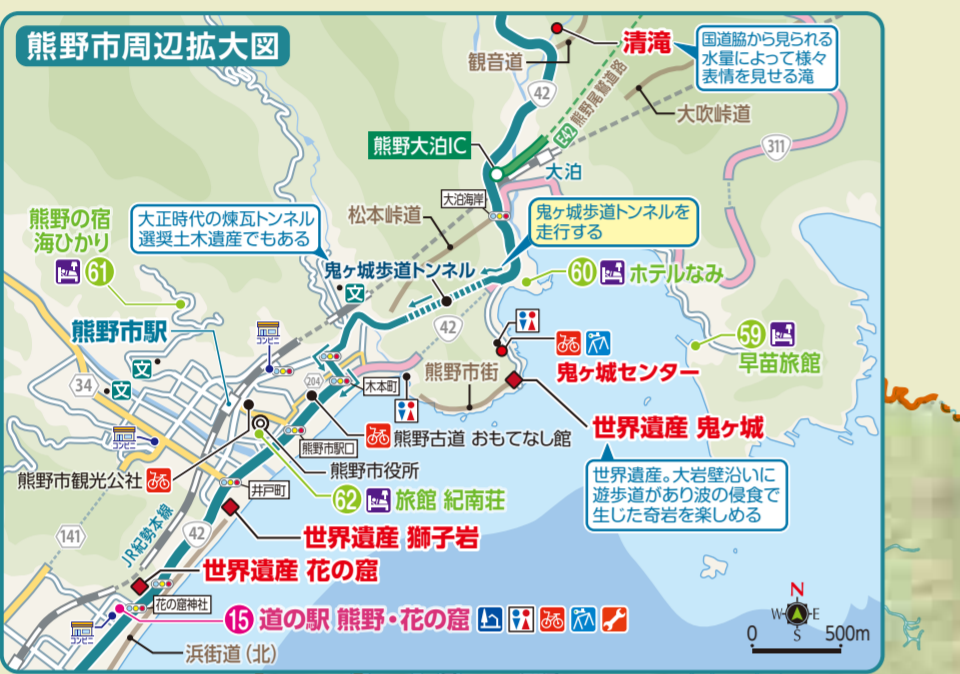 熊野市周辺拡大図
清滝
国道脇から見られる
水量によって様々
表情を見せる滝
観音道
42
E42 熊野尾鷲道路
大吹峠道
311
熊野大泊IC
大泊
大泊海岸
松本峠道
鬼ヶ城歩道トンネルを
走行する
熊野の宿
海ひかり
61
大正時代の煉瓦トンネル
選奨土木遺産でもある
鬼ヶ城歩道トンネル
文
60 ホテルなみ
42
熊野市駅
コンビニ
59
早苗旅館
鬼ヶ城センター
熊野市街
文
文
34
204
木本町
世界遺産 鬼ヶ城
コンビニ
熊野古道 おもてなし館
熊野市駅口
熊野市役所
熊野市観光公社
世界遺産。大岩壁沿いに
遊歩道があり波の侵食で
生じた奇岩を楽しめる
井戸町
62 旅館 紀南荘
JR紀勢本線
42
141
世界遺産 獅子岩
世界遺産 花の窟
花の窟神社
15 道の駅 熊野・花の窟
コンビニ
浜街道(北)
N
W E
S
0 500m